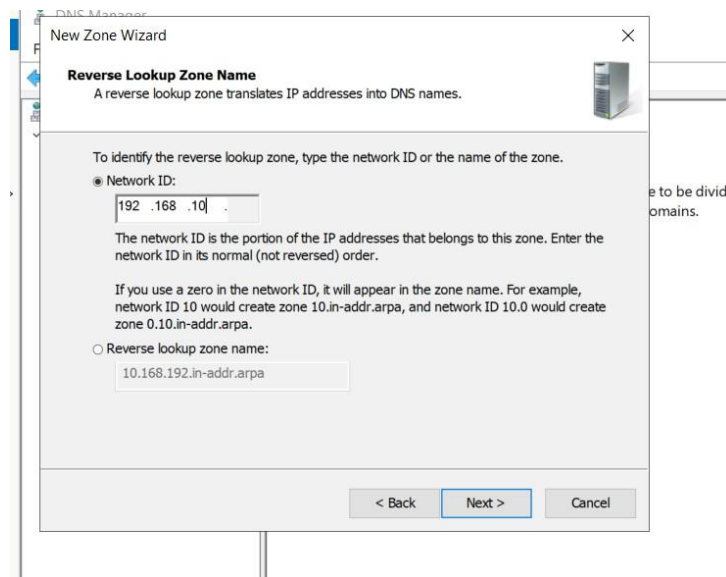 DNS Manager
New Zone Wizard
F
Reverse Lookup Zone Name
A reverse lookup zone translates IP addresses into DNS names.
To identify the reverse lookup zone, type the network ID or the name of the zone.
Network ID:
192 .168 .10 .
e to be divid
omains.
The network ID is the portion of the IP addresses that belongs to this zone. Enter the
network ID in its normal (not reversed) order.
If you use a zero in the network ID, it will appear in the zone name. For example,
network ID 10 would create zone 10.in-addr.arpa, and network ID 10.0 would create
zone 0.10.in-addr.arpa.
Reverse lookup zone name:
10.168.192.in-addr.arpa
< Back Next > Cancel